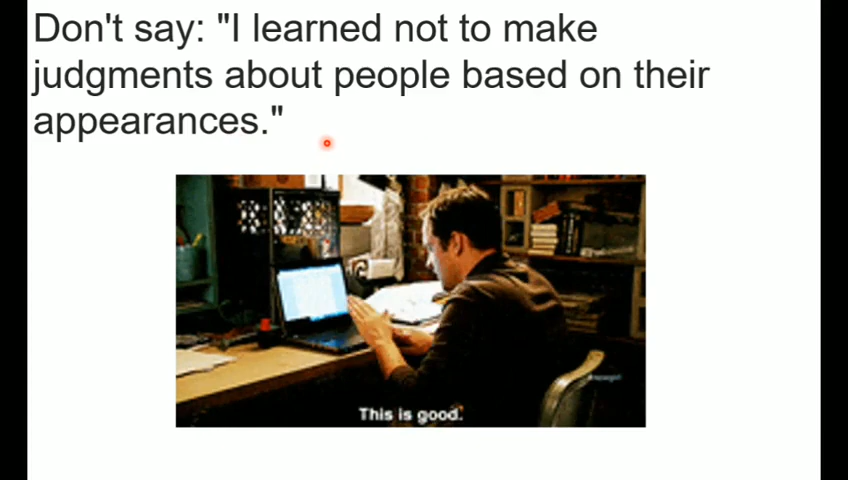 Don't say: "I learned not to make
judgments about people based on their
appearances."
This is good.